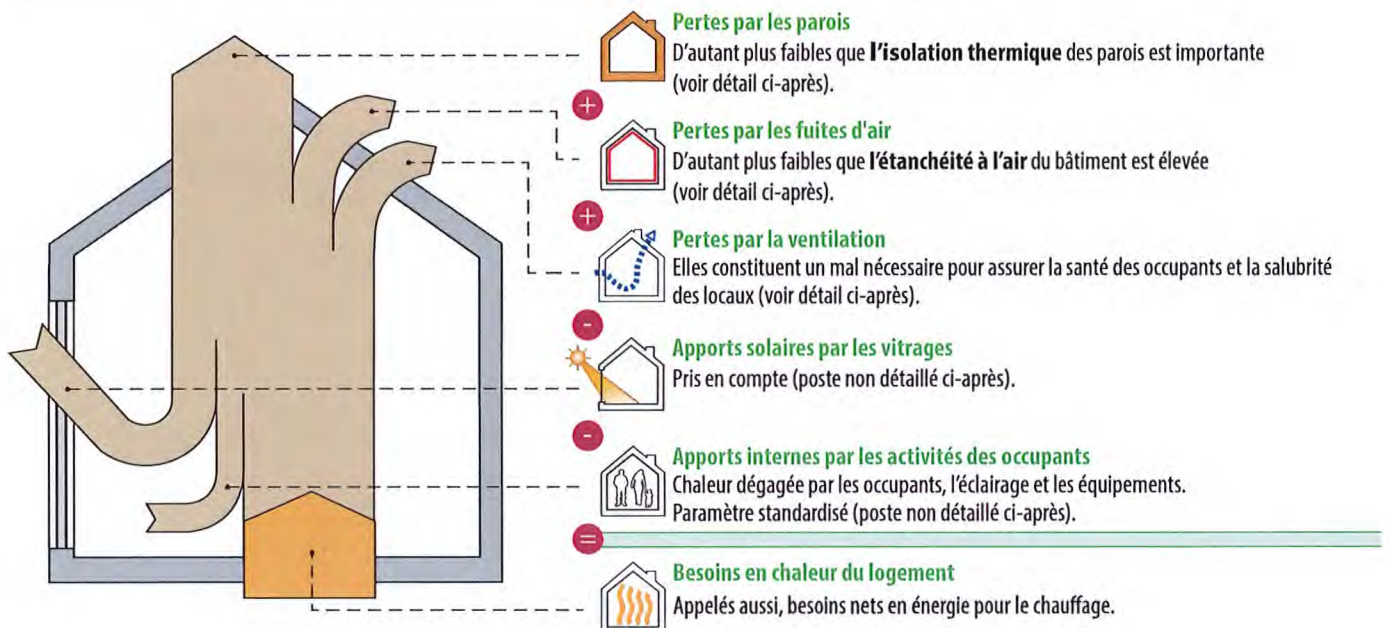 Pertes par les parois
D'autant plus faibles que l'isolation thermique des parois est importante
(voir détail ci-après).
+
Pertes par les fuites d'air
D'autant plus faibles que l'étanchéité à l'air du bâtiment est élevée
(voir détail ci-après).
+
Pertes par la ventilation
Elles constituent un mal nécessaire pour assurer la santé des occupants et la salubrité
des locaux (voir détail ci-après).
-
Apports solaires par les vitrages
Pris en compte (poste non détaillé ci-après).
-
Apports internes par les activités des occupants
Chaleur dégagée par les occupants, l'éclairage et les équipements.
Paramètre standardisé (poste non détaillé ci-après).
=
Besoins en chaleur du logement
Appelés aussi, besoins nets en énergie pour le chauffage.